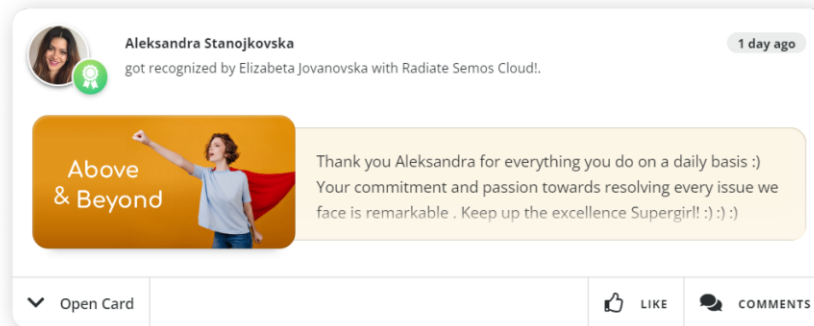 Aleksandra Stanojkovska
1 day ago
got recognized by Elizabeta Jovanovska with Radiate Semos Cloud!.
Above
& Beyond
Thank you Aleksandra for everything you do on a daily basis :)
Your commitment and passion towards resolving every issue we
face is remarkable . Keep up the excellence Supergirl! :) :) :)
Open Card
LIKE
COMMENTS